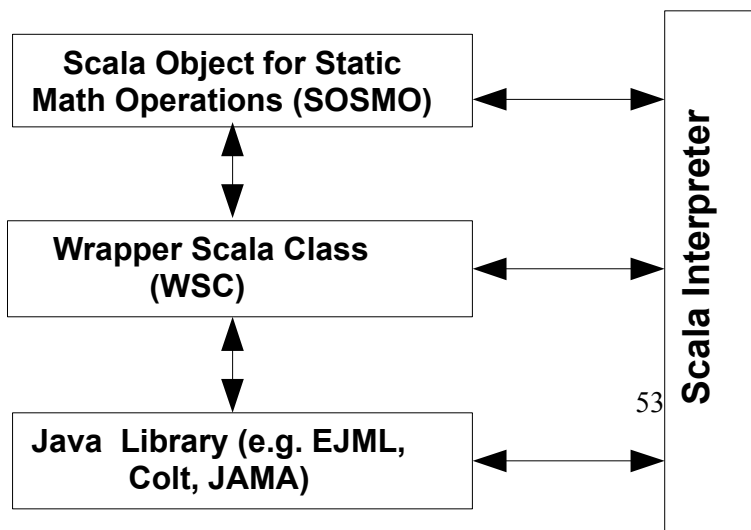 Scala Object for Static
Math Operations (SOSMO)
Wrapper Scala Class
(WSC)
Java Library (e.g. EJML,
Colt, JAMA)
Scala Interpreter
53